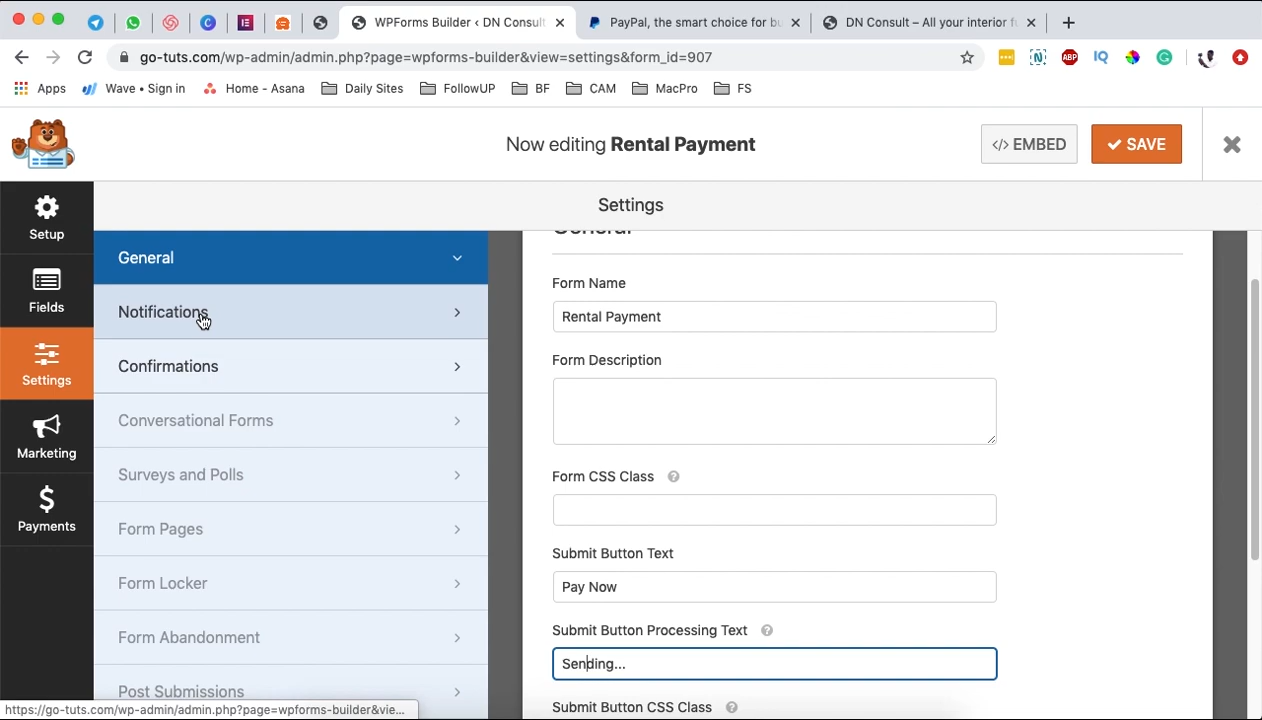 WPForms Builder < DN Consult
PayPal, the smart choice for bu
DN Consult – All your interior f
go-tuts.com/wp-admin/admin.php?page=wpforms-builder&view=settings&form_id=907
ABP
IQ
Apps
Wave • Sign in
Home - Asana
Daily Sites
FollowUP
BF
CAM
MacPro
FS
Now editing Rental Payment
</> EMBED
SAVE
Setup
Fields
Settings
Marketing
Payments
Settings
General
Notifications
Confirmations
Conversational Forms
Surveys and Polls
Form Pages
Form Locker
Form Abandonment
Post Submissions
General
Form Name
Rental Payment
Form Description
Form CSS Class
Submit Button Text
Pay Now
Submit Button Processing Text
Sending...
Submit Button CSS Class
https://go-tuts.com/wp-admin/admin.php?page=wpforms-builder&vie...